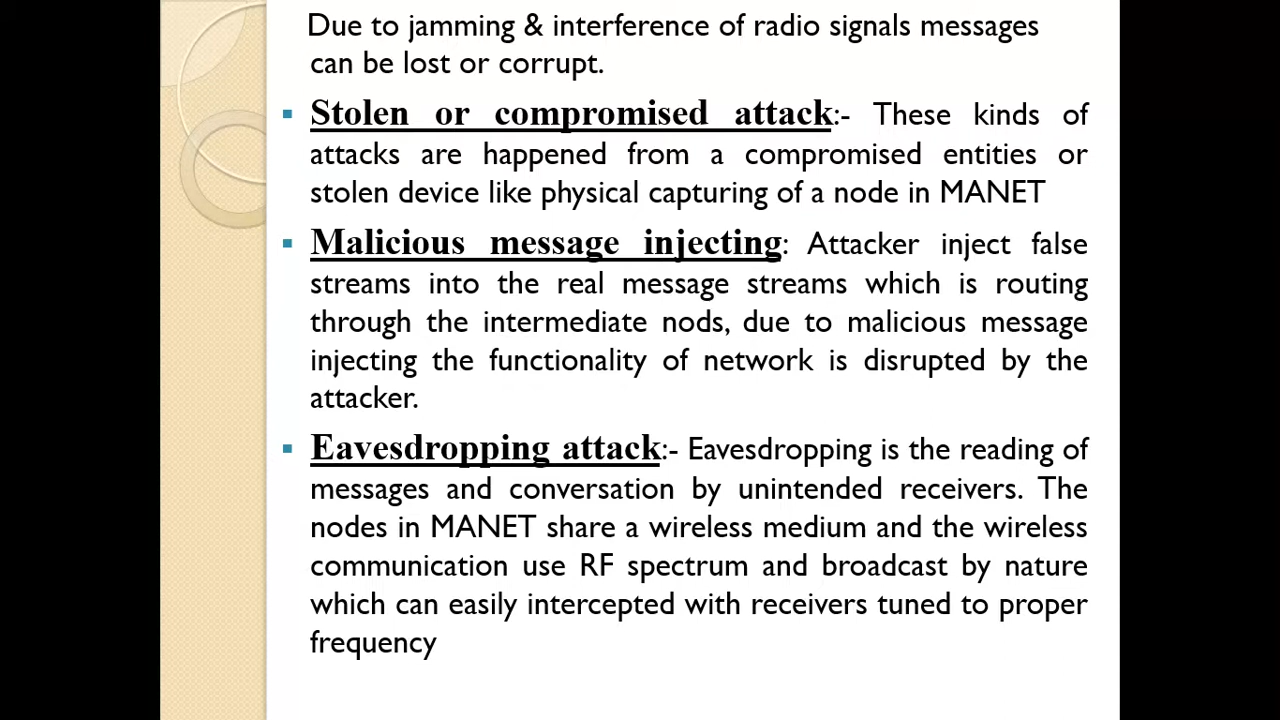 Due to jamming & interference of radio signals messages
can be lost or corrupt.
▪ Stolen or compromised attack:- These kinds of
attacks are happened from a compromised entities or
stolen device like physical capturing of a node in MANET
▪ Malicious message injecting: Attacker inject false
streams into the real message streams which is routing
through the intermediate nods, due to malicious message
injecting the functionality of network is disrupted by the
attacker.
▪ Eavesdropping attack:- Eavesdropping is the reading of
messages and conversation by unintended receivers. The
nodes in MANET share a wireless medium and the wireless
communication use RF spectrum and broadcast by nature
which can easily intercepted with receivers tuned to proper
frequency